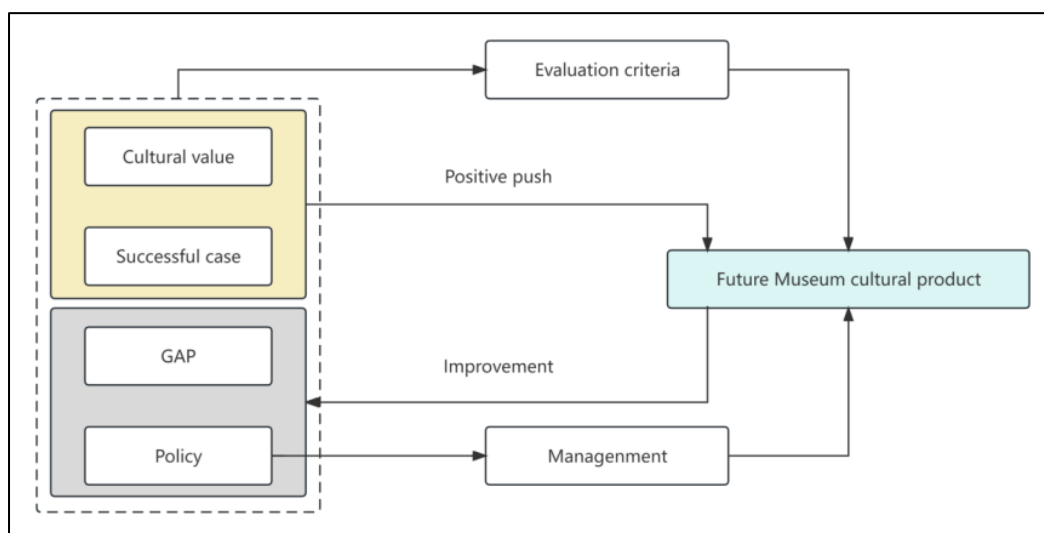 Evaluation criteria
Cultural value
Positive push
Successful case
Future Museum cultural product
GAP
Improvement
Policy
Managenment